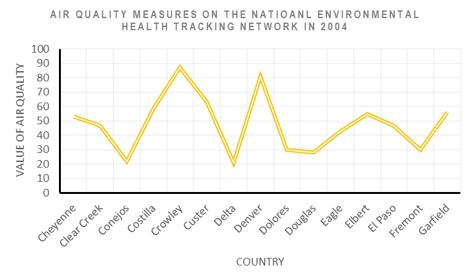 AIR QUALITY MEASURES ON THE NATIOANL ENVIRONMENTAL
HEALTH TRACKING NETWORK IN 2004
VALUE OF AIR QUALITY
100
90
80
70
60
50
40
30
20
10
0
Cheyenne
Clear Creek
Conejos
Costilla
Crowley
Custer
Delta
Denver
Dolores
Douglas
Eagle
Elbert
El Paso
Fremont
Garfield
COUNTRY